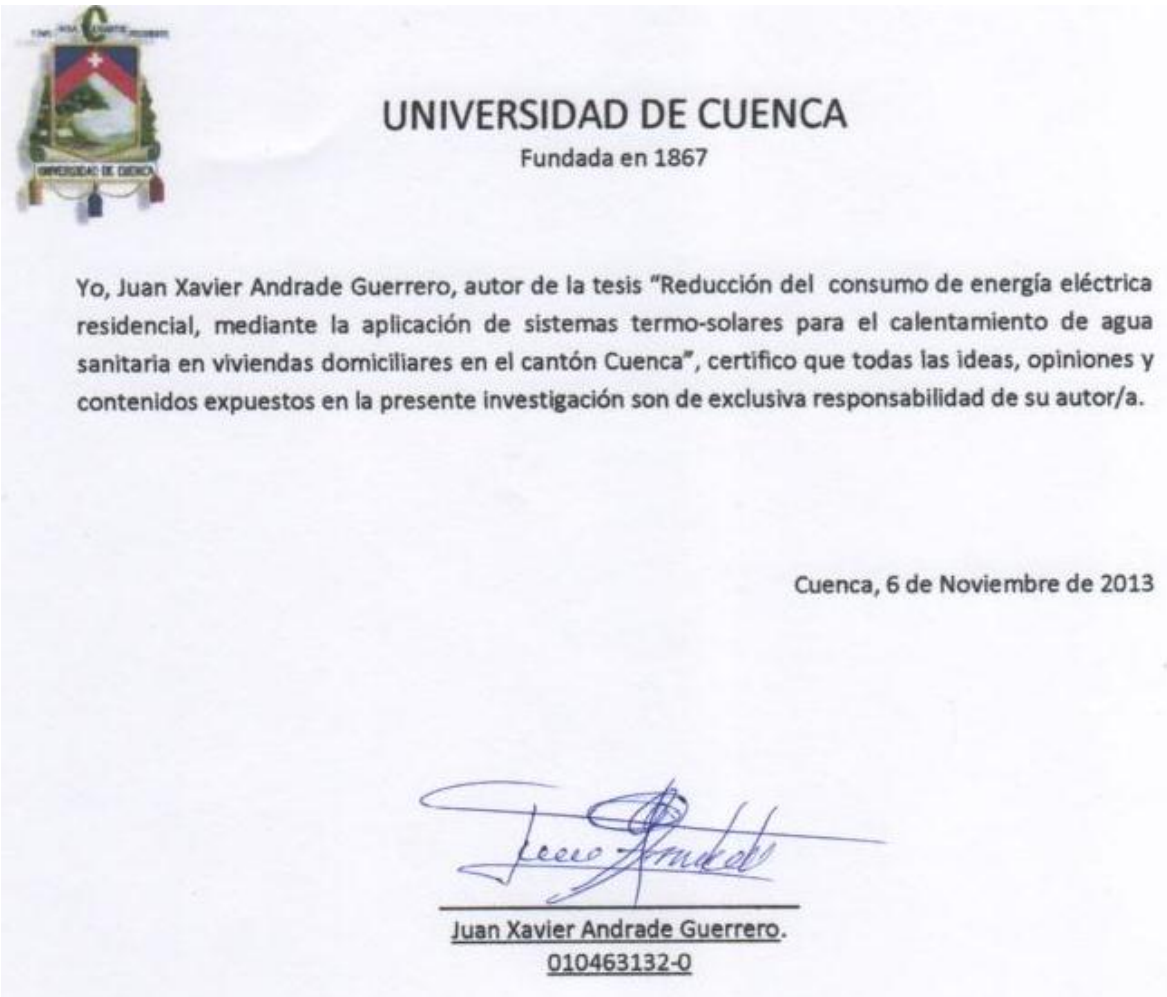 UNIVERSIDAD DE CUENCA
Fundada en 1867
UNIVERSIDAD DE CUENCA
Yo, Juan Xavier Andrade Guerrero, autor de la tesis “Reducción del consumo de energía eléctrica
residencial, mediante la aplicación de sistemas termo-solares para el calentamiento de agua
sanitaria en viviendas domiciliares en el cantón Cuenca”, certifico que todas las ideas, opiniones y
contenidos expuestos en la presente investigación son de exclusiva responsabilidad de su autor/a.
Cuenca, 6 de Noviembre de 2013
Juan Xavier Andrade Guerrero.
010463132-0